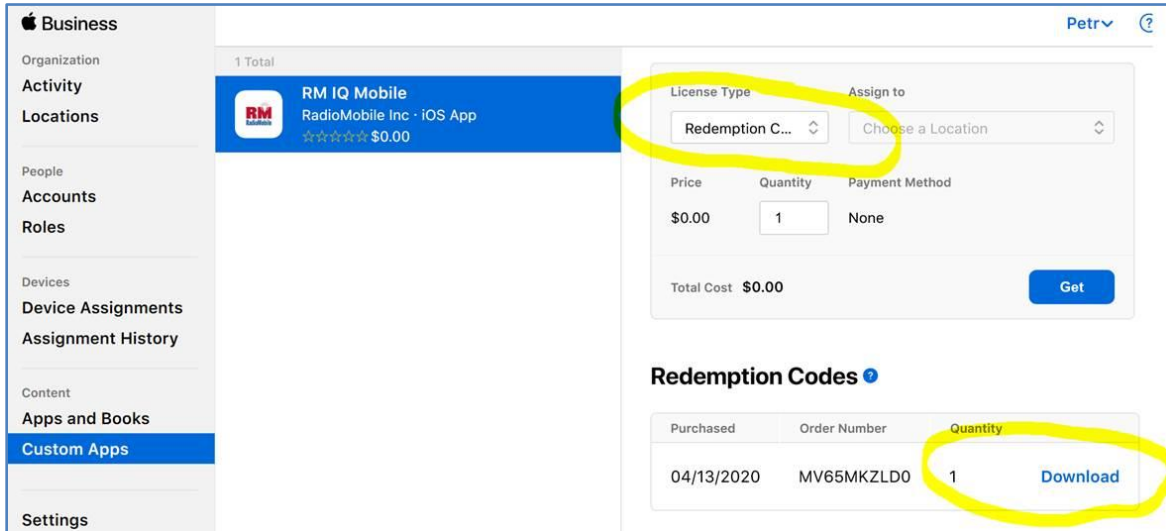 Business
Petr
?
Organization
Activity
Locations
People
Accounts
Roles
Devices
Device Assignments
Assignment History
Content
Apps and Books
Custom Apps
Settings
1 Total
RM
RadioMobile
RM IQ Mobile
RadioMobile Inc · iOS App
☆☆☆☆☆ $0.00
License Type Assign to
Redemption C... Choose a Location
Price Quantity Payment Method
$0.00 1 None
Total Cost $0.00 Get
Redemption Codes ?
Purchased Order Number Quantity
04/13/2020 MV65MKZLD0 1 Download